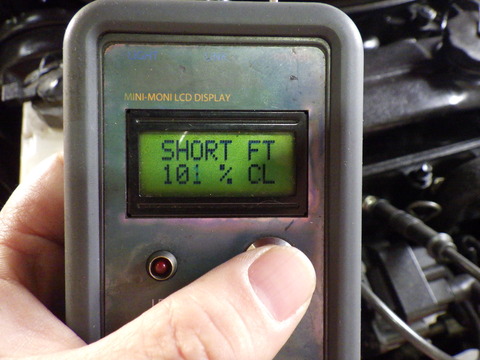 MINI-MONI LCD DISPLAY
SHORT FT
101 % CL